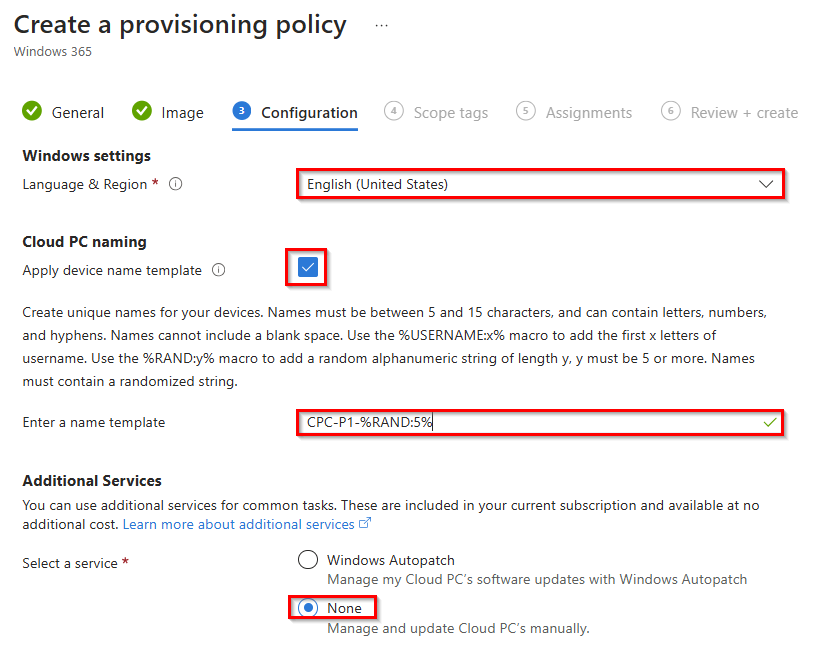 Create a provisioning policy ...
Windows 365
General Image 3 Configuration 4 Scope tags 5 Assignments 6 Review + create
Windows settings
Language & Region * English (United States)
Cloud PC naming
Apply device name template
Create unique names for your devices. Names must be between 5 and 15 characters, and can contain letters, numbers,
and hyphens. Names cannot include a blank space. Use the %USERNAME:x% macro to add the first x letters of
username. Use the %RAND:y% macro to add a random alphanumeric string of length y, y must be 5 or more. Names
must contain a randomized string.
Enter a name template CPC-P1-%RAND:5%
Additional Services
You can use additional services for common tasks. These are included in your current subscription and available at no
additional cost. Learn more about additional services
Select a service * Windows Autopatch
Manage my Cloud PC's software updates with Windows Autopatch
None
Manage and update Cloud PC's manually.